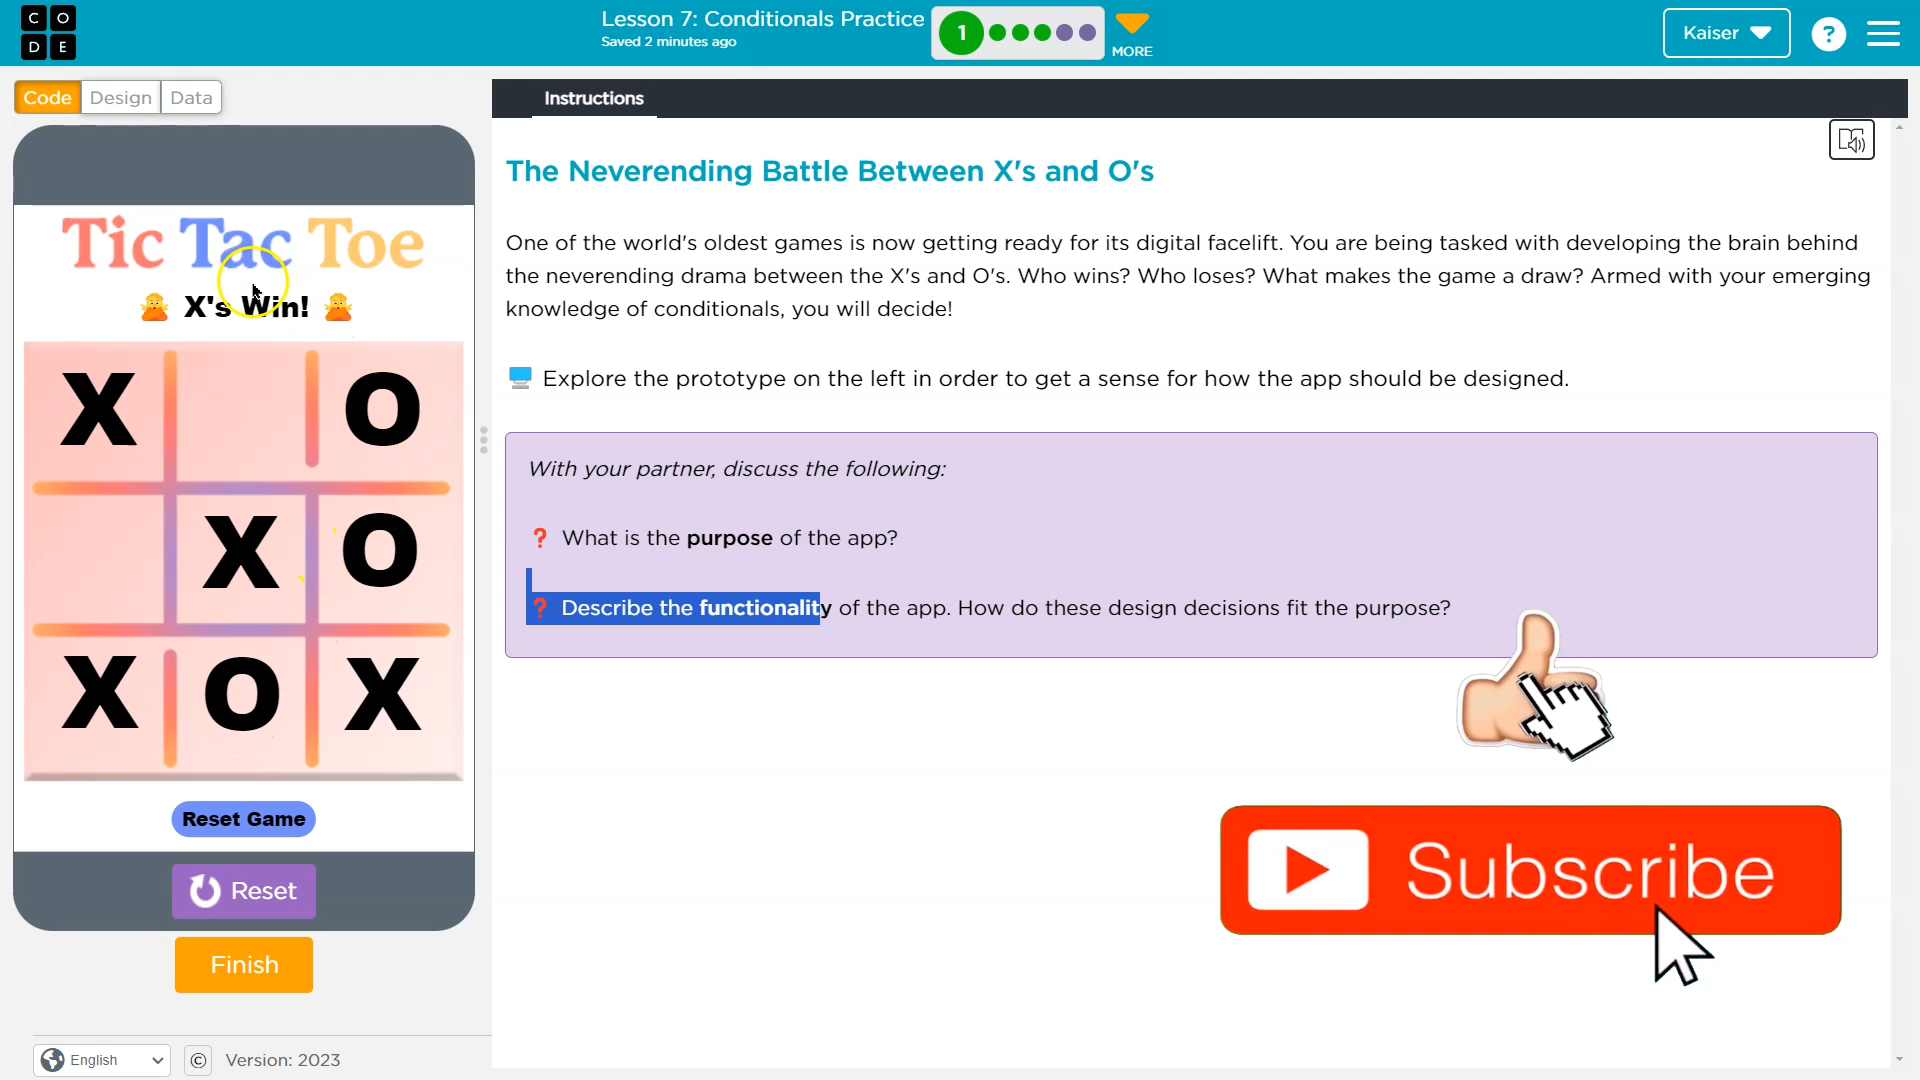 CODE
Lesson 7: Conditionals Practice
Saved 2 minutes ago
1
MORE
Kaiser
?
Code
Design
Data
Instructions
Tic Tac Toe
X's Win!
X O
X O
X O X
Reset Game
Reset
Finish
English
©
Version: 2023
The Neverending Battle Between X's and O's
One of the world's oldest games is now getting ready for its digital facelift. You are being tasked with developing the brain behind
the neverending drama between the X's and O's. Who wins? Who loses? What makes the game a draw? Armed with your emerging
knowledge of conditionals, you will decide!
Explore the prototype on the left in order to get a sense for how the app should be designed.
With your partner, discuss the following:
❓ What is the purpose of the app?
❓ Describe the functionality of the app. How do these design decisions fit the purpose?
Subscribe